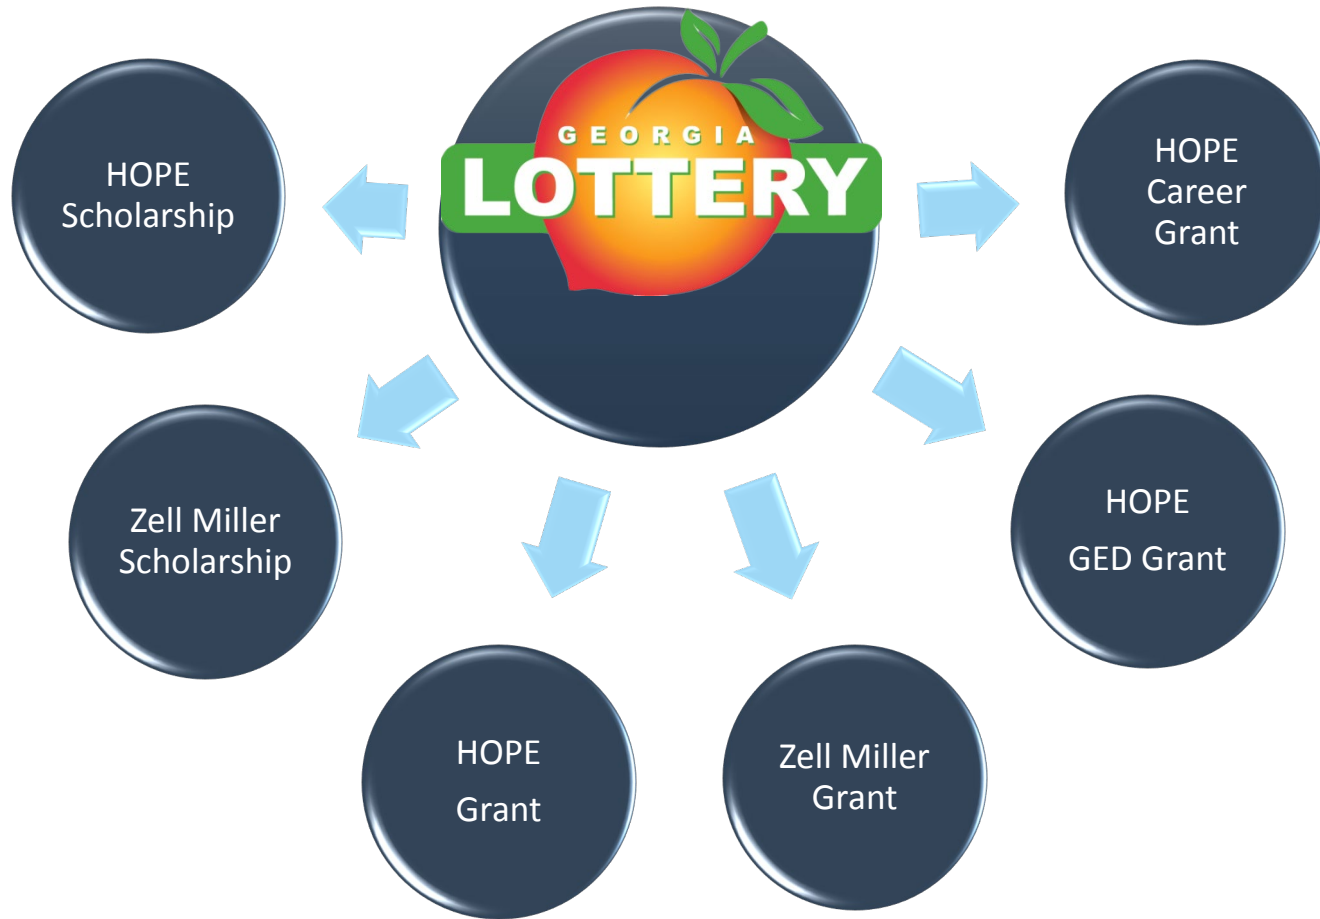 GEORGIA
LOTTERY
HOPE
Scholarship
HOPE
Career
Grant
Zell Miller
Scholarship
HOPE
GED Grant
HOPE
Grant
Zell Miller
Grant